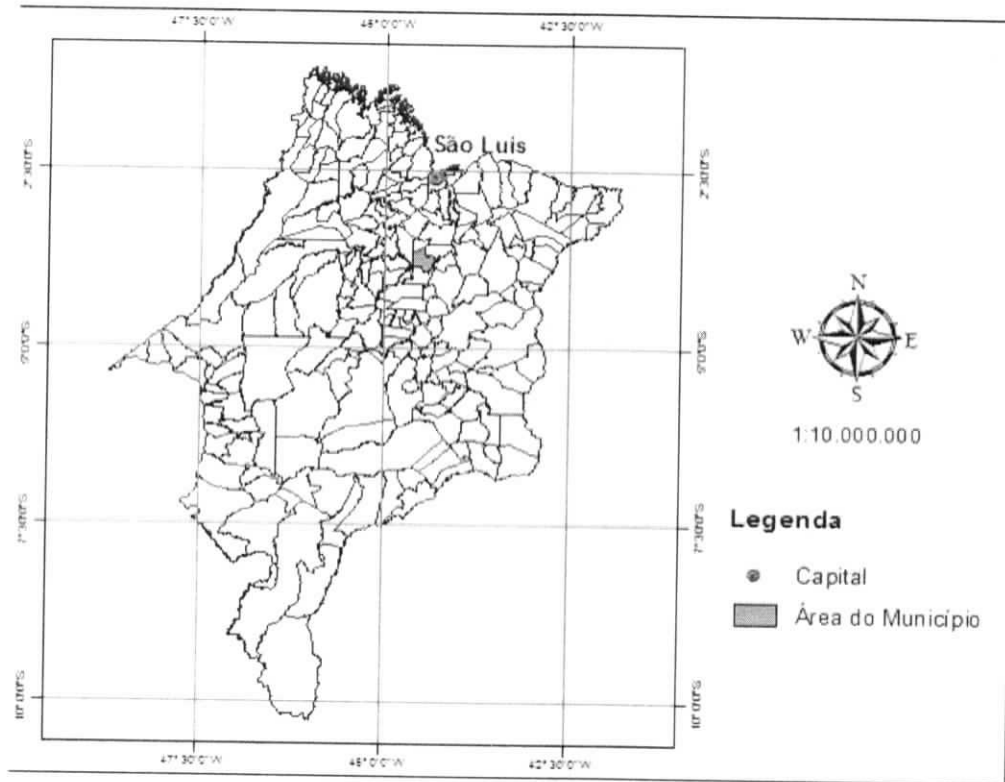 47°30'0"W 45°0'0"W 42°30'0"W
São Luis
2°30'0"S 2°30'0"S
5°0'0"S 5°0'0"S
N
W E
S
1:10.000.000
7°30'0"S 7°30'0"S
Legenda
Capital
Área do Município
10°0'0"S 10°0'0"S
47°30'0"W 45°0'0"W 42°30'0"W